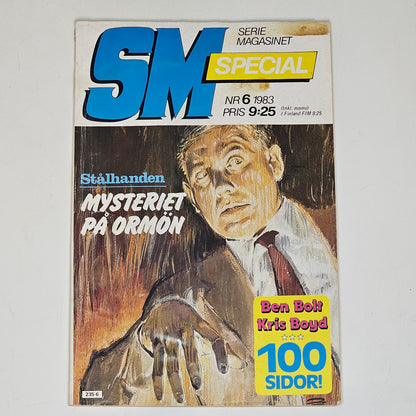 SM
SERIE
MAGASINET
SPECIAL
NR 6 1983
PRIS 9:25
(Inkl. moms)
I Finland FIM 9:25
Stålhanden
MYSTERIET
PÅ ORMÖN
Ben Bolt
Kris Boyd
100
SIDOR!
235 6